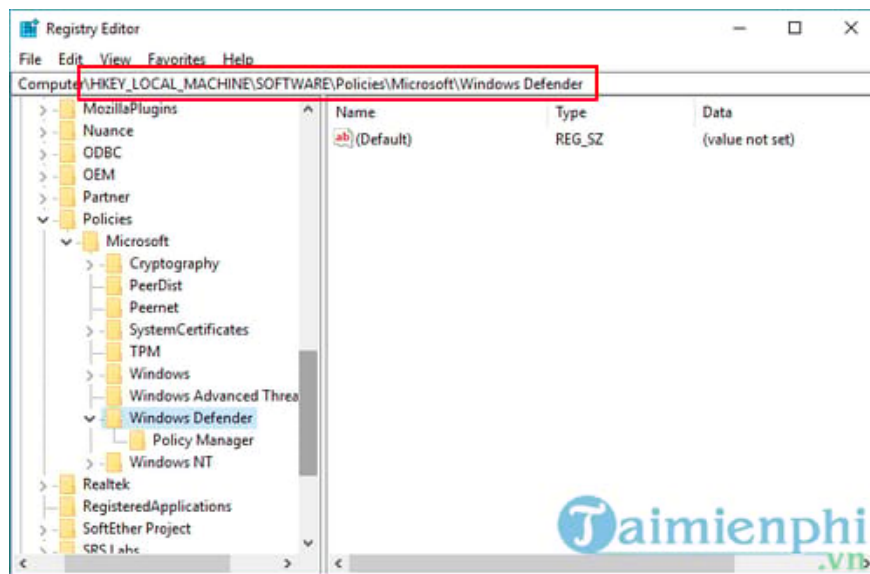 Registry Editor
File Edit View Favorites Help
Computer\HKEY_LOCAL_MACHINE\SOFTWARE\Policies\Microsoft\Windows Defender
MozillaPlugins
Nuance
ODBC
OEM
Partner
Policies
Microsoft
Cryptography
PeerDist
Peernet
SystemCertificates
TPM
Windows
Windows Advanced Threa
Windows Defender
Policy Manager
Windows NT
Realtek
RegisteredApplications
SoftEther Project
SRS Labs
Name Type Data
ab (Default) REG_SZ (value not set)
Taimienphi
.vn